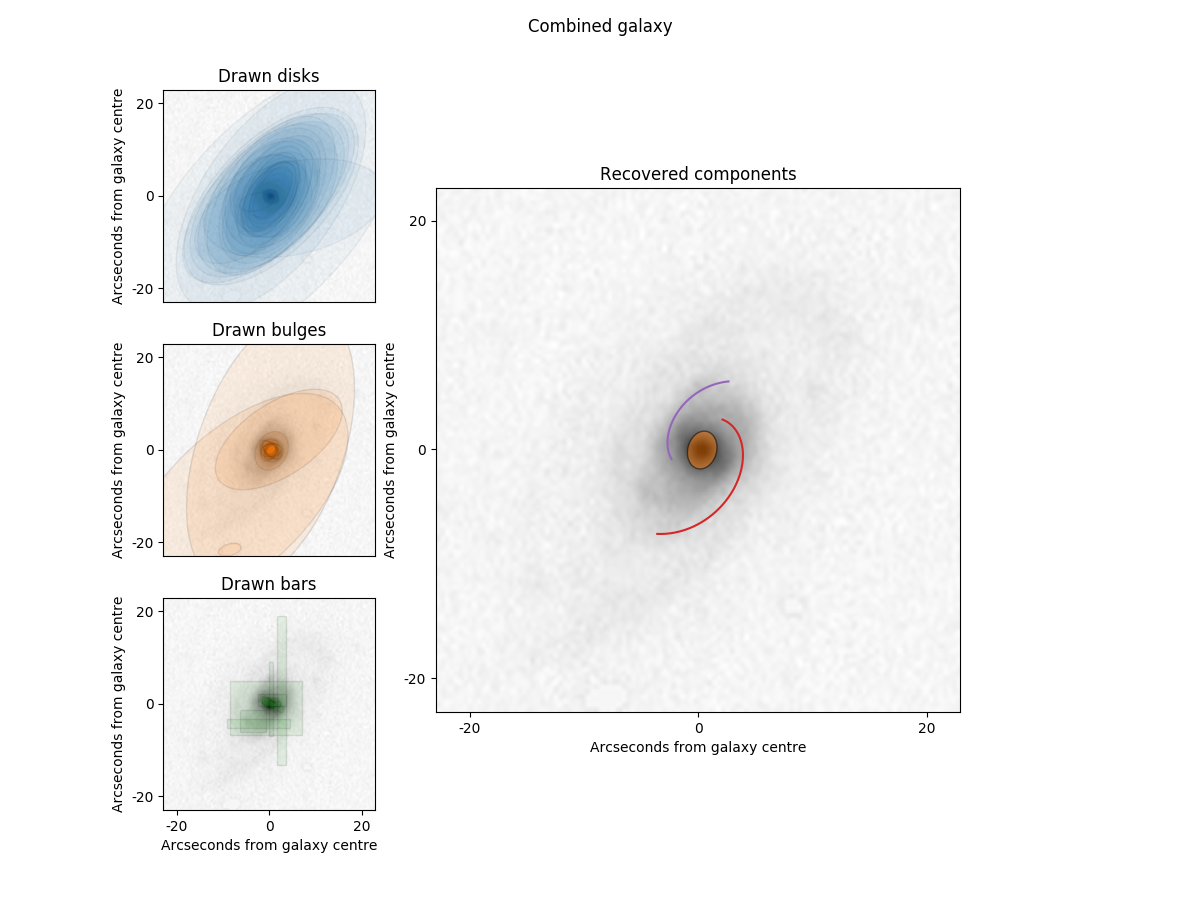 Combined galaxy
Drawn disks
Arcseconds from galaxy centre
20
0
-20
Drawn bulges
Arcseconds from galaxy centre
20
0
-20
Drawn bars
Arcseconds from galaxy centre
20
0
-20
-20 0 20
Arcseconds from galaxy centre
Recovered components
Arcseconds from galaxy centre
20
0
-20
-20 0 20
Arcseconds from galaxy centre